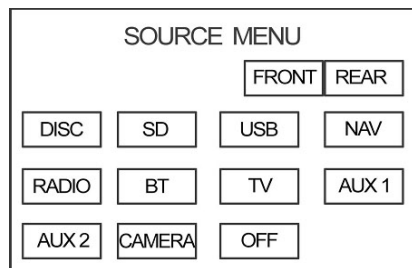 SOURCE MENU
FRONT REAR
DISC SD USB NAV
RADIO BT TV AUX 1
AUX 2 CAMERA OFF